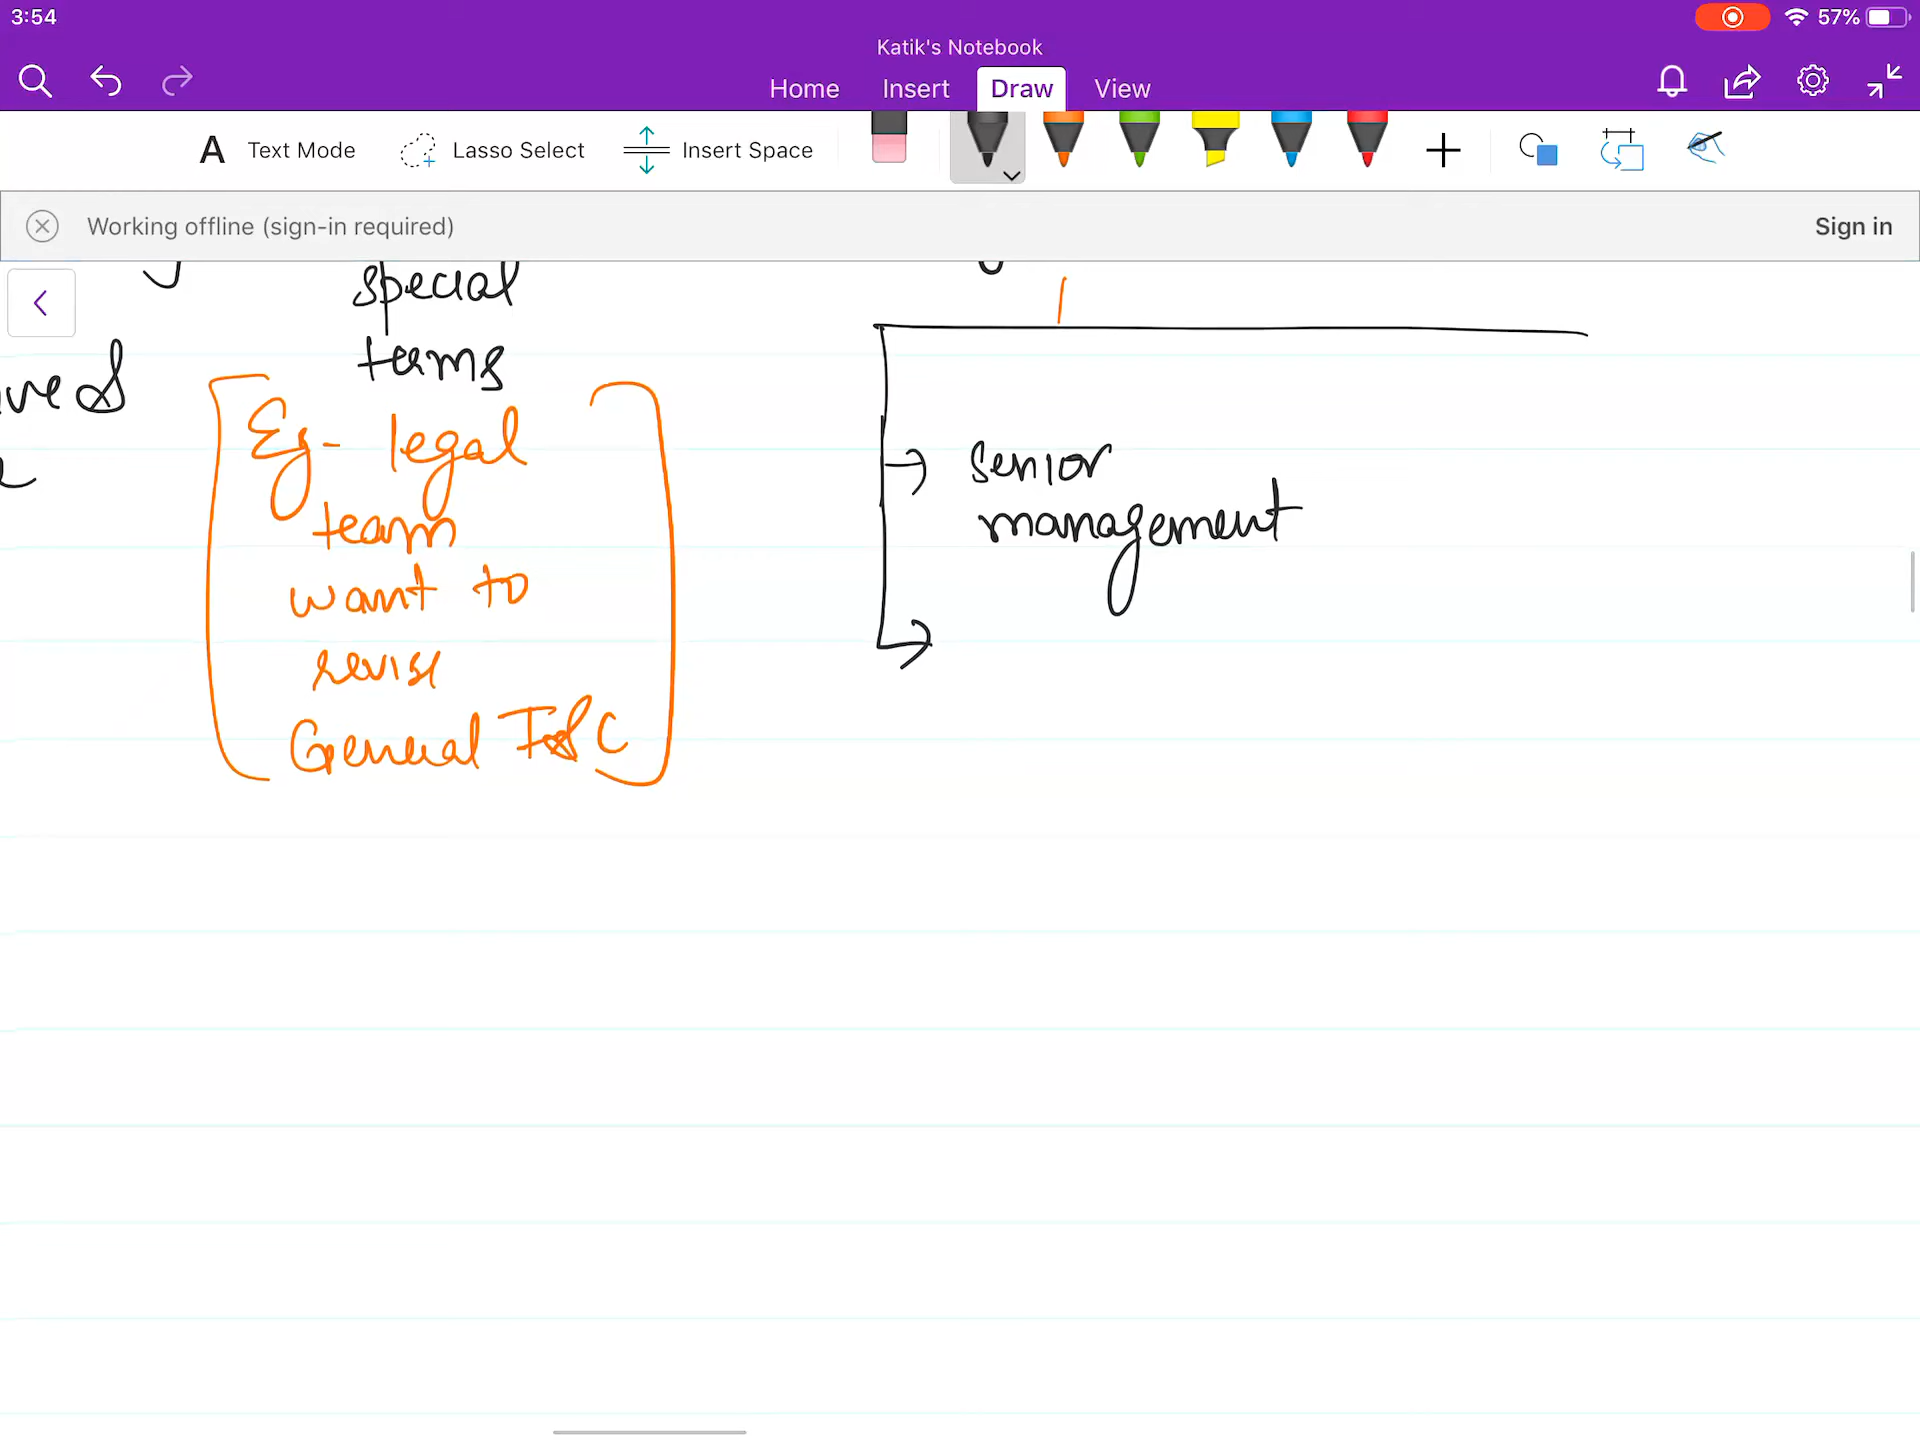 3:54
57%
Katik's Notebook
Home
Insert
Draw
View
A
Text Mode
Lasso Select
Insert Space
Working offline (sign-in required)
Sign in
special
terms
Eg- legal
team
want to
revise
General T&C
senior
management